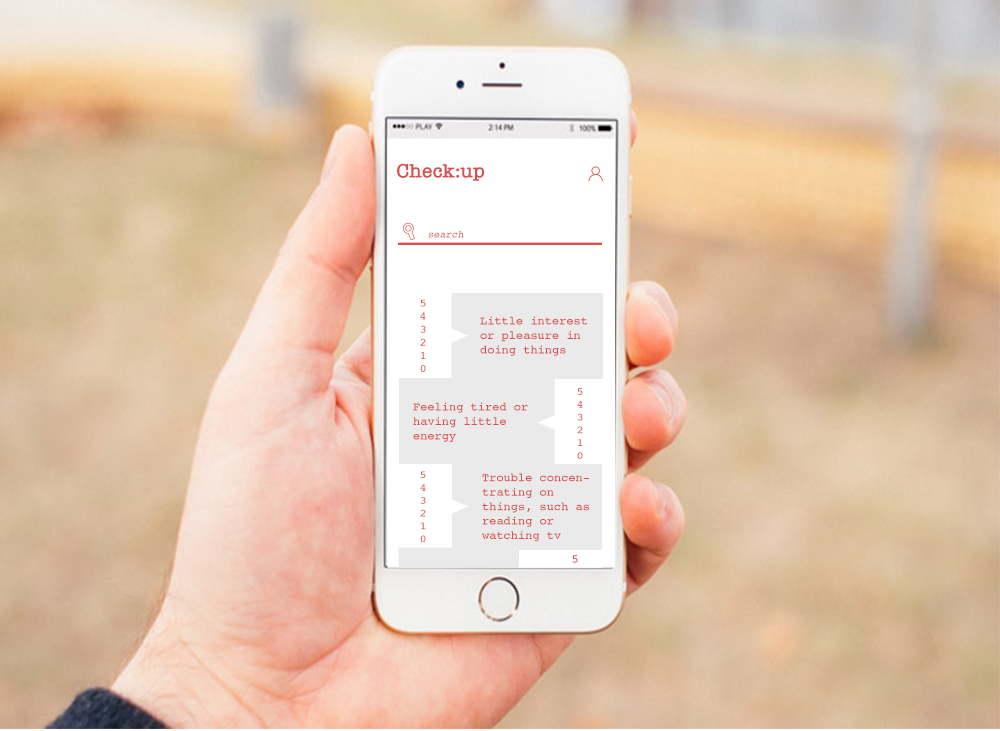 PLAY 2:14 PM 100%
Check:up
search
5
4
3
2
1
0
Little interest
or pleasure in
doing things
Feeling tired or
having little
energy
5
4
3
2
1
0
5
4
3
2
1
0
Trouble concen-
trating on
things, such as
reading or
watching tv
5